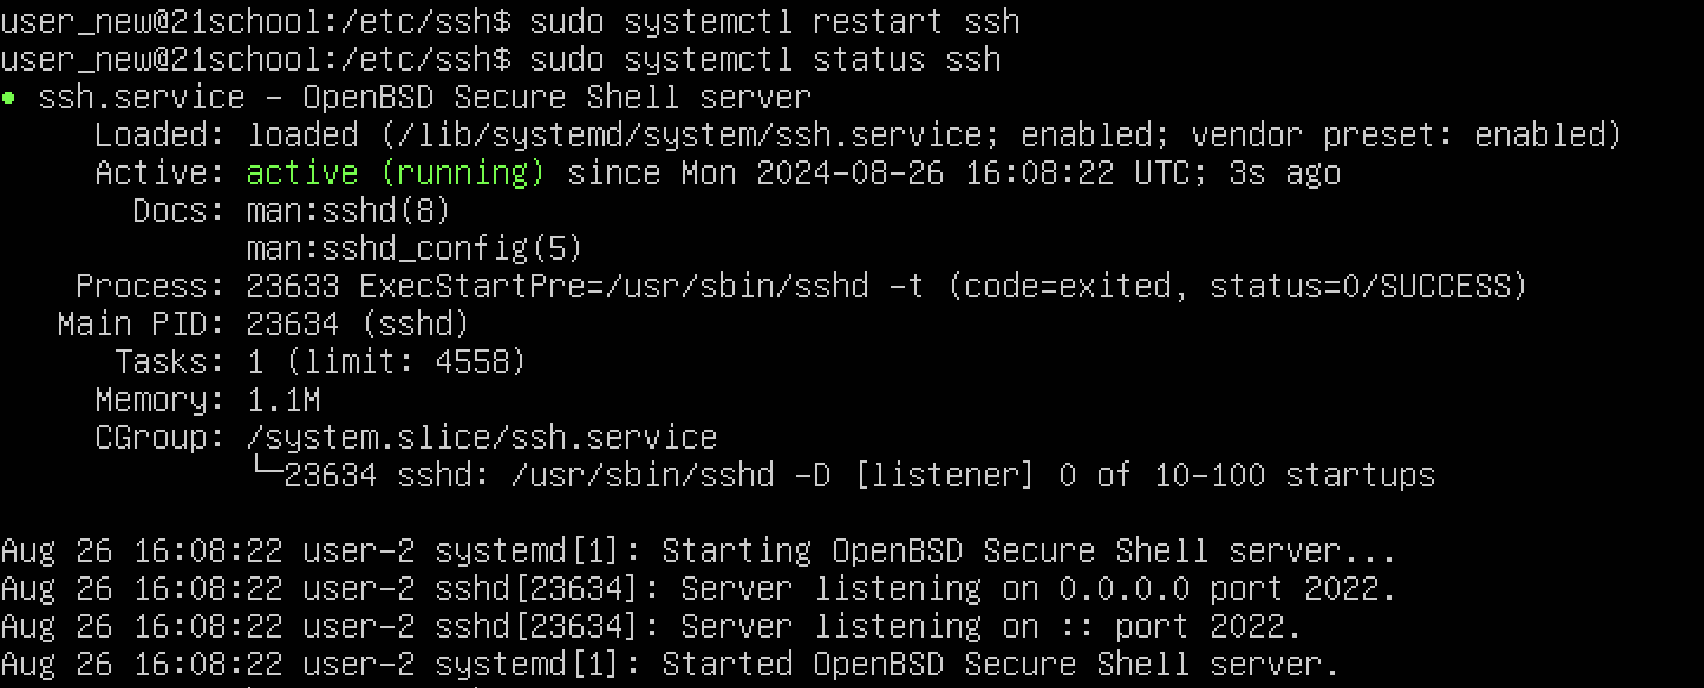 user_new@21school:/etc/ssh$ sudo systemctl restart ssh
user_new@21school:/etc/ssh$ sudo systemctl status ssh
● ssh.service - OpenBSD Secure Shell server
     Loaded: loaded (/lib/systemd/system/ssh.service; enabled; vendor preset: enabled)
     Active: active (running) since Mon 2024-08-26 16:08:22 UTC; 3s ago
       Docs: man:sshd(8)
             man:sshd_config(5)
    Process: 23633 ExecStartPre=/usr/sbin/sshd -t (code=exited, status=0/SUCCESS)
   Main PID: 23634 (sshd)
      Tasks: 1 (limit: 4558)
     Memory: 1.1M
     CGroup: /system.slice/ssh.service
             └─23634 sshd: /usr/sbin/sshd -D [listener] 0 of 10-100 startups

Aug 26 16:08:22 user-2 systemd[1]: Starting OpenBSD Secure Shell server...
Aug 26 16:08:22 user-2 sshd[23634]: Server listening on 0.0.0.0 port 2022.
Aug 26 16:08:22 user-2 sshd[23634]: Server listening on :: port 2022.
Aug 26 16:08:22 user-2 systemd[1]: Started OpenBSD Secure Shell server.